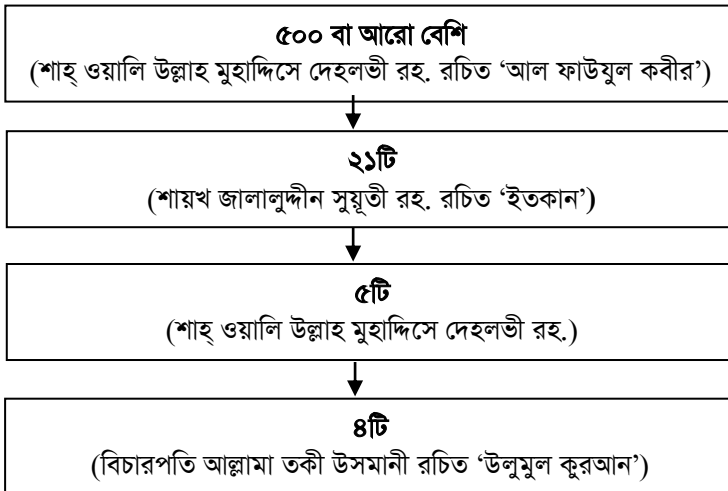 ৫০০ বা আরো বেশি
(শাহ্ ওয়ালি উল্লাহ মুহাদ্দিসে দেহলভী রহ. রচিত ‘আল ফাউযুল কবীর’)
২১টি
(শায়খ জালালুদ্দীন সুয়ূতী রহ. রচিত ‘ইতকান’)
৫টি
(শাহ্ ওয়ালি উল্লাহ মুহাদ্দিসে দেহলভী রহ.)
৪টি
(বিচারপতি আল্লামা তকী উসমানী রচিত ‘উলুমুল কুরআন’)